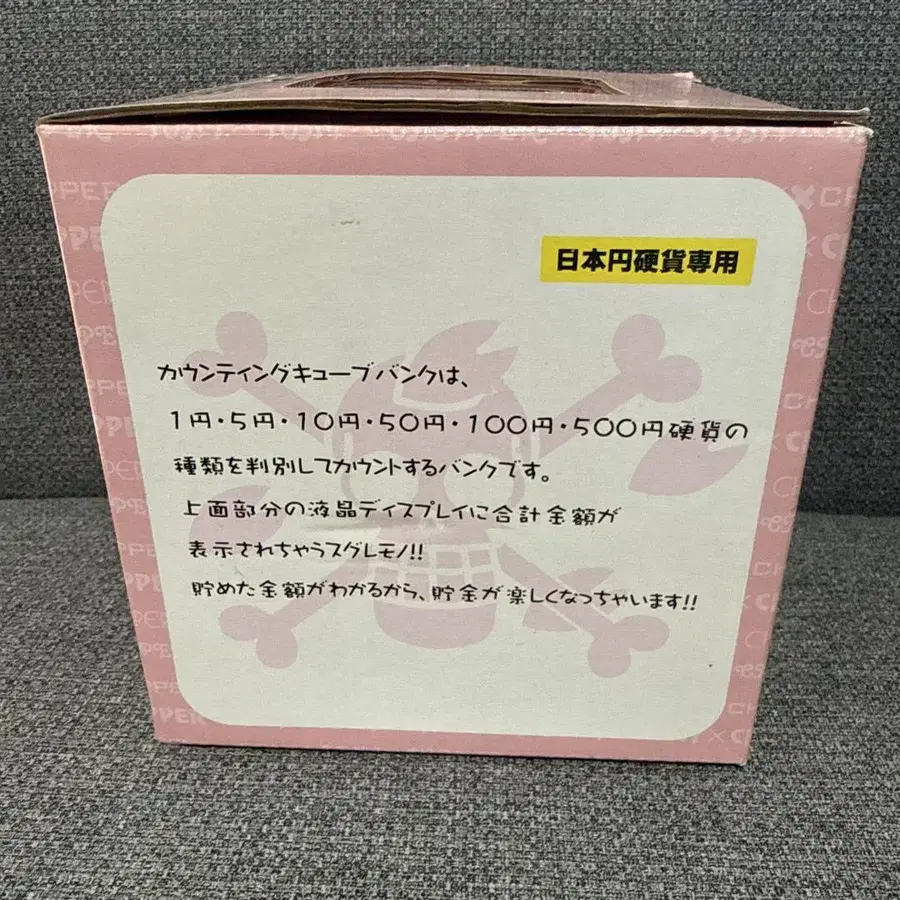 日本円硬貨専用
カウンティングキューブバンクは、
1円・5円・10円・50円・100円・500円硬貨の
種類を判別してカウントするバンクです。
上面部分の液晶ディスプレイに合計金額が
表示されちゃうスグレモノ!!
貯めた金額がわかるから、貯金が楽しくなっちゃいます!!
PPER
CHOPPER
PPER